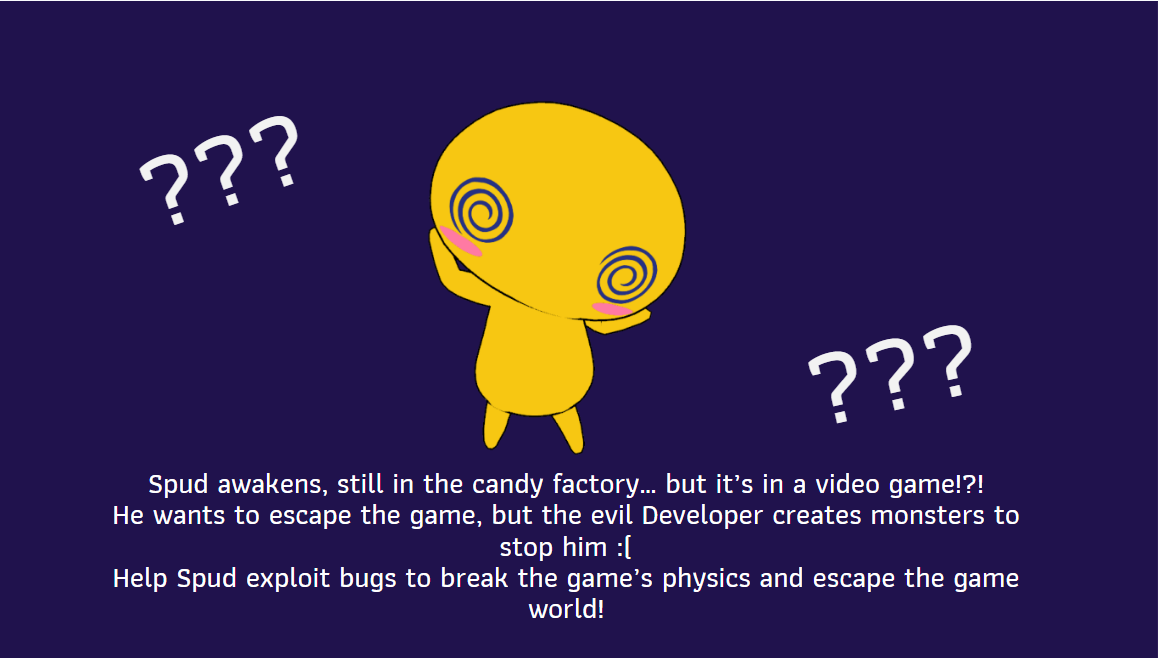 ???
???
Spud awakens, still in the candy factory... but it's in a video game!?!
He wants to escape the game, but the evil Developer creates monsters to
stop him :[
Help Spud exploit bugs to break the game's physics and escape the game
world!